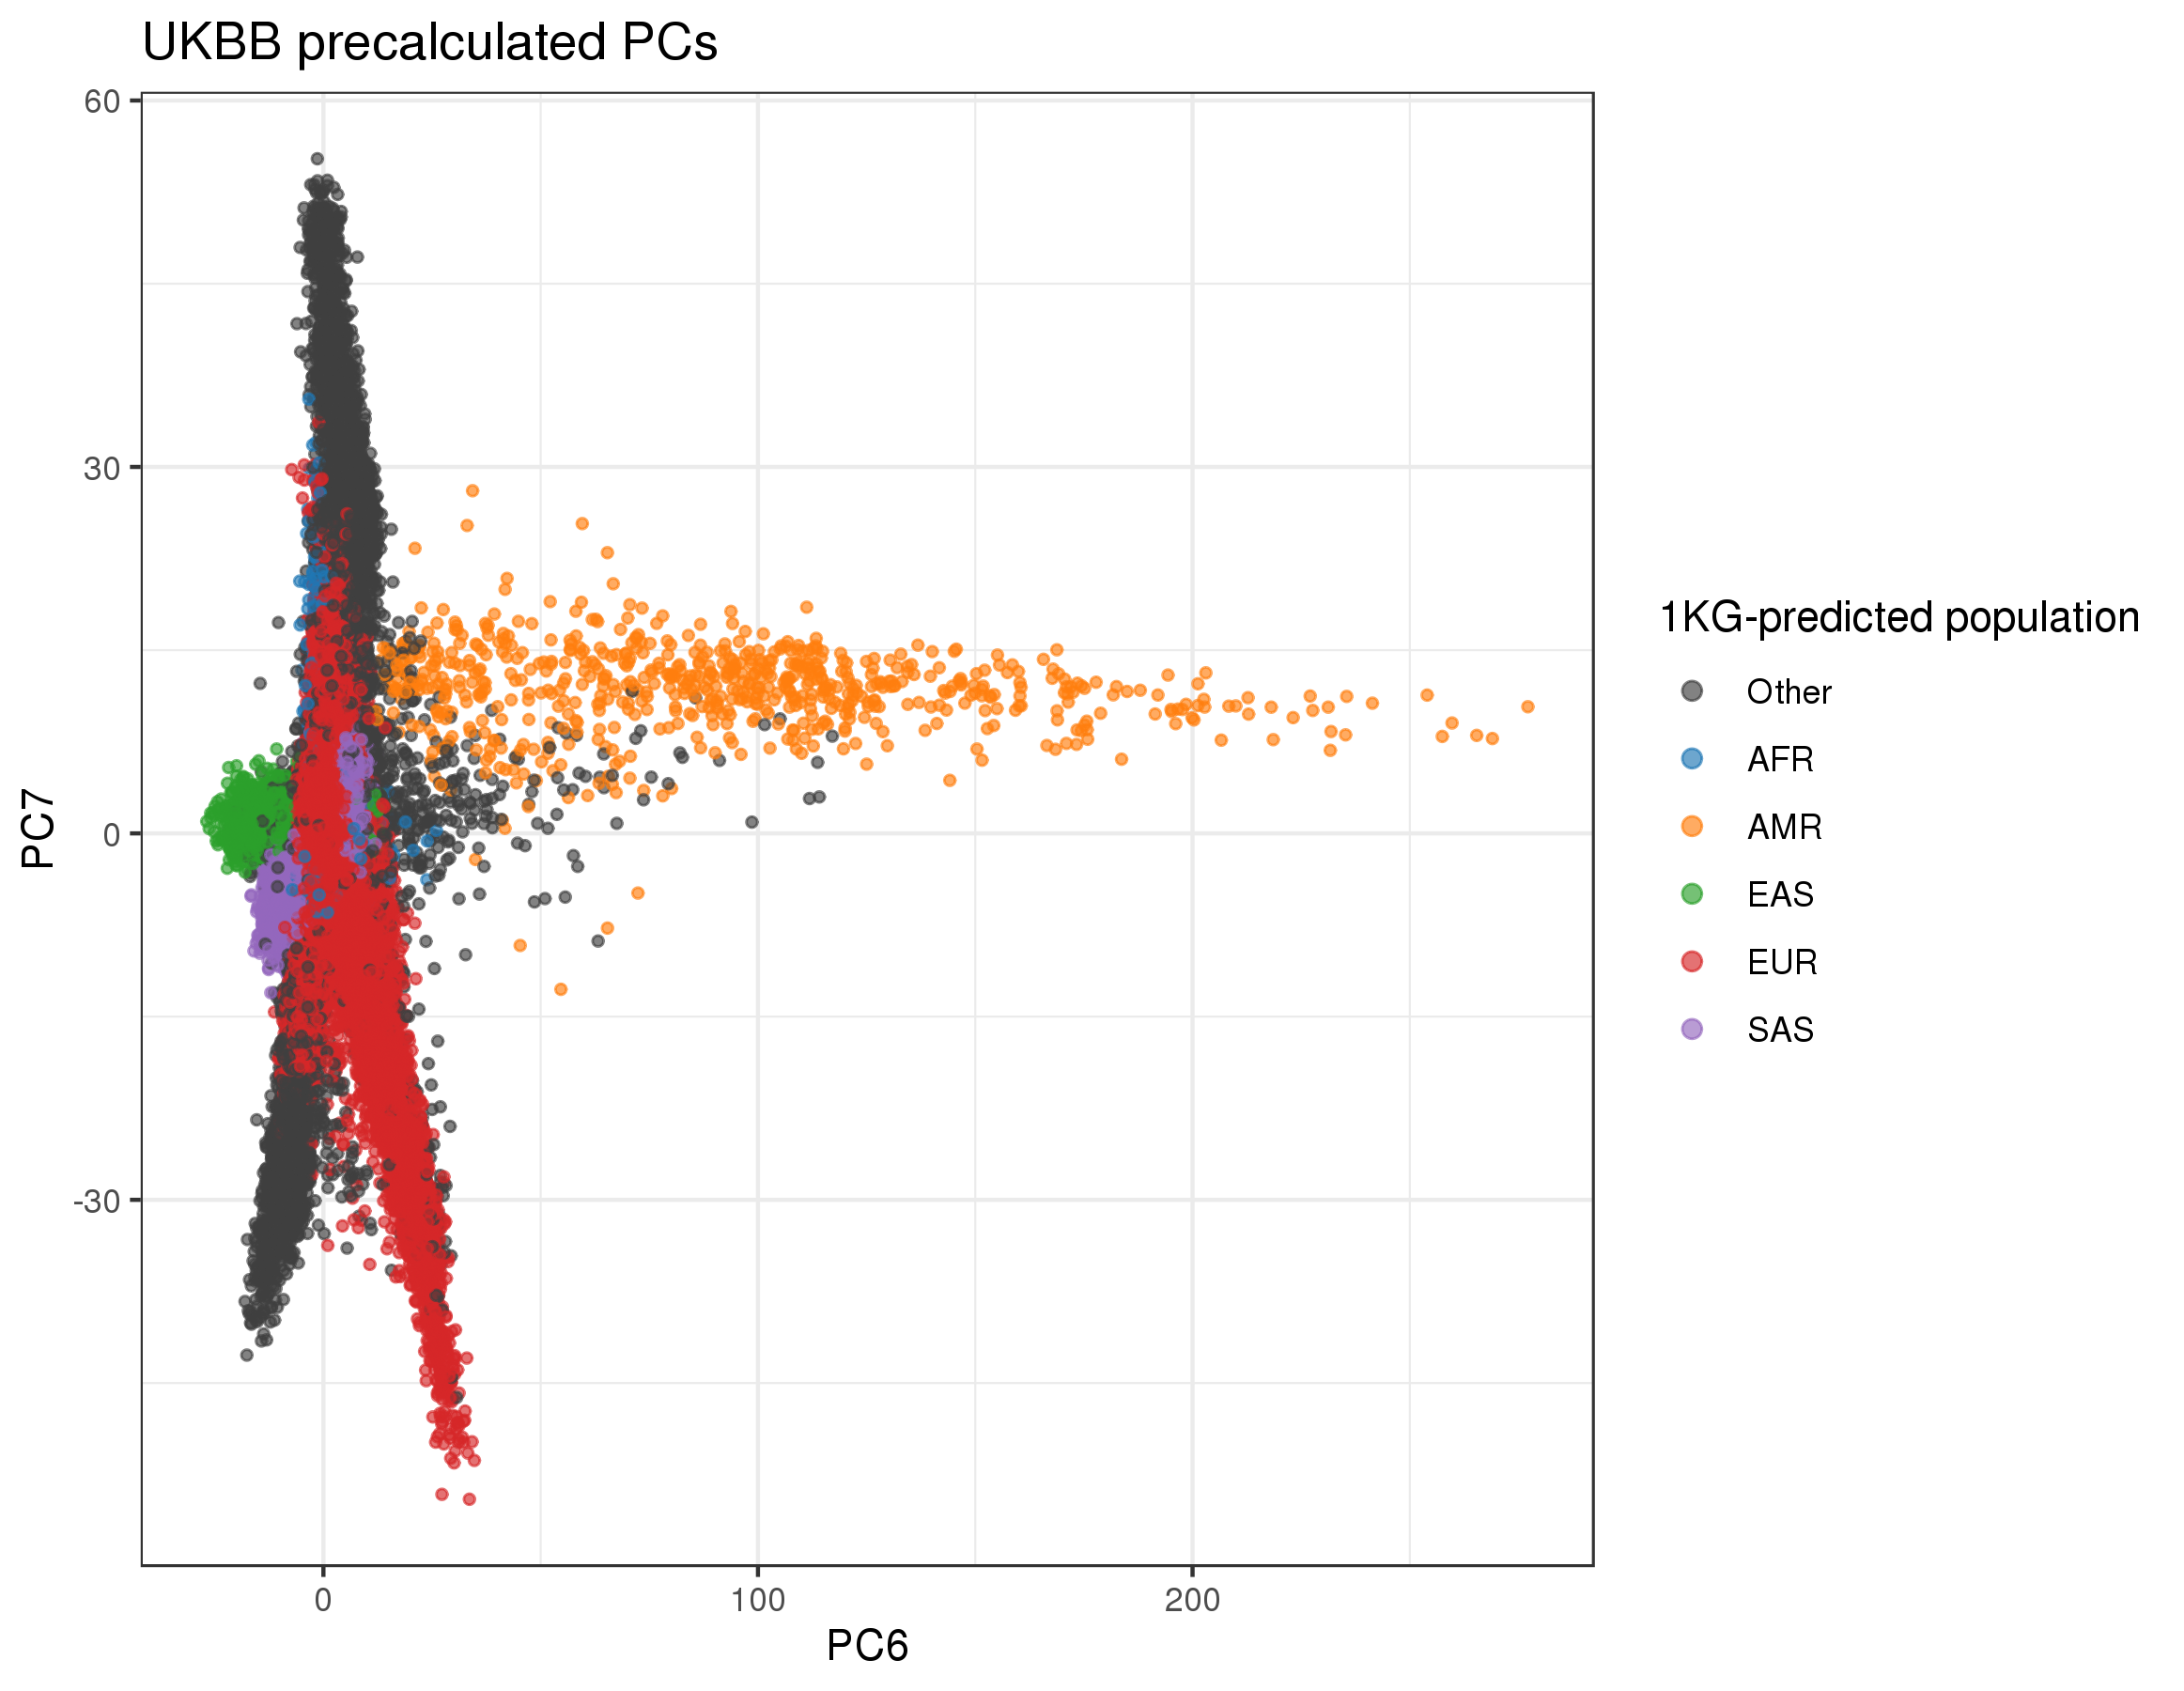 UKBB precalculated PCs
60
30
0
-30
PC7
0
100
200
PC6
1KG-predicted population
Other
AFR
AMR
EAS
EUR
SAS